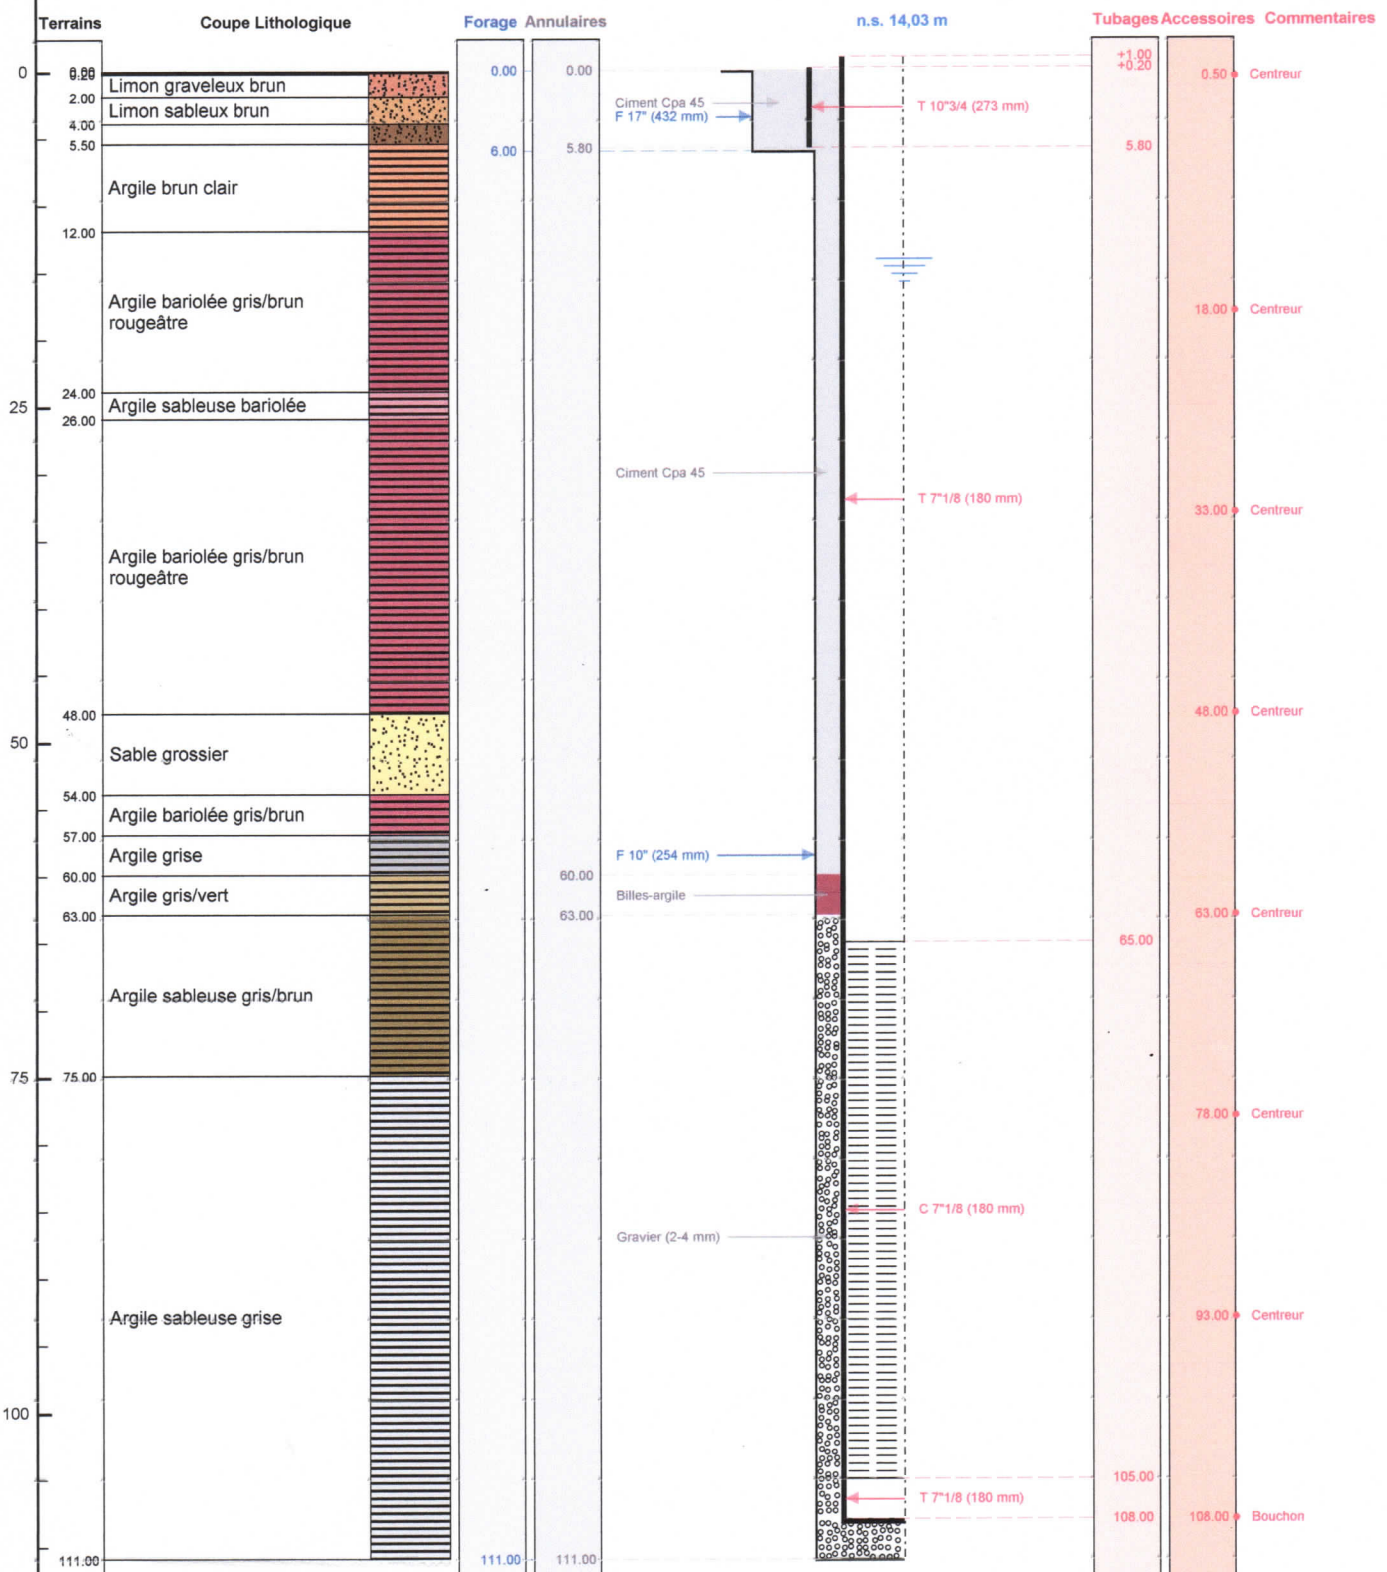 Terrains Coupe Lithologique Forage Annulaires n.s. 14,03 m Tubages Accessoires Commentaires
+1.00
+0.20
0 0.00 0.00 0.00 0.50 Centreur
0.20
Limon graveleux brun
2.00 Ciment Cpa 45 T 10"3/4 (273 mm)
Limon sableux brun F 17" (432 mm)
4.00
5.50 6.00 5.80 5.80
Argile brun clair
12.00
Argile bariolée gris/brun
rougeâtre
18.00 Centreur
24.00
25 Argile sableuse bariolée
26.00
Ciment Cpa 45
T 7"1/8 (180 mm)
33.00 Centreur
Argile bariolée gris/brun
rougeâtre
48.00 48.00 Centreur
50 Sable grossier
54.00
Argile bariolée gris/brun
57.00
Argile grise F 10" (254 mm)
60.00 60.00
Argile gris/vert Billes-argile
63.00 63.00 63.00 Centreur
65.00
Argile sableuse gris/brun
75 75.00
78.00 Centreur
C 7"1/8 (180 mm)
Gravier (2-4 mm)
Argile sableuse grise 93.00 Centreur
100
105.00
T 7"1/8 (180 mm)
108.00 108.00 Bouchon
111.00 111.00 111.00